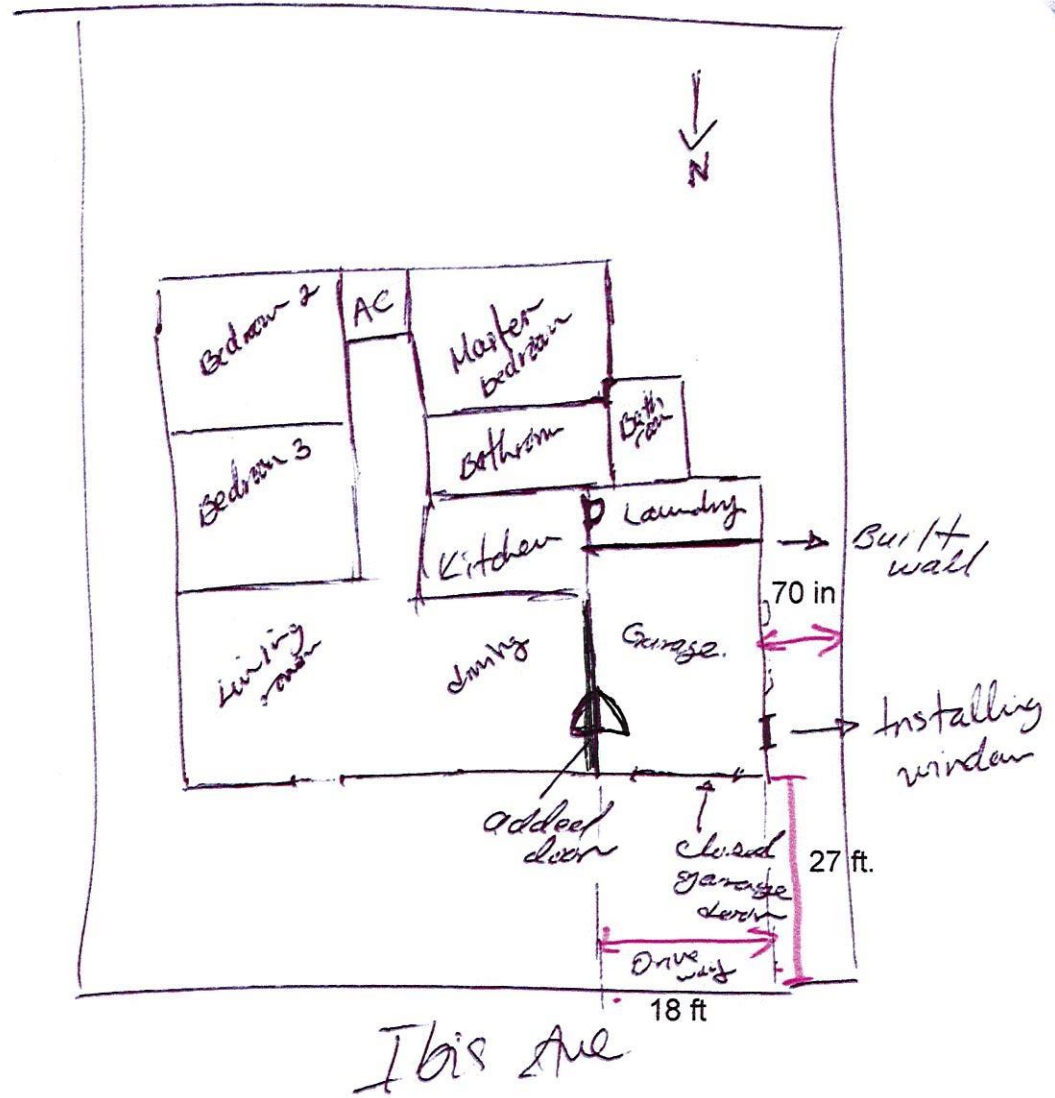 N
Bedroom 2
AC
Master
bedroom
Bath
room
Bathroom
Bedroom 3
Laundry
Kitchen
Built
wall
70 in
Garage.
Living
room
dining
Installing
window
added
door
closed
garage
door
27 ft.
Drive
way
18 ft
Ibis Ave